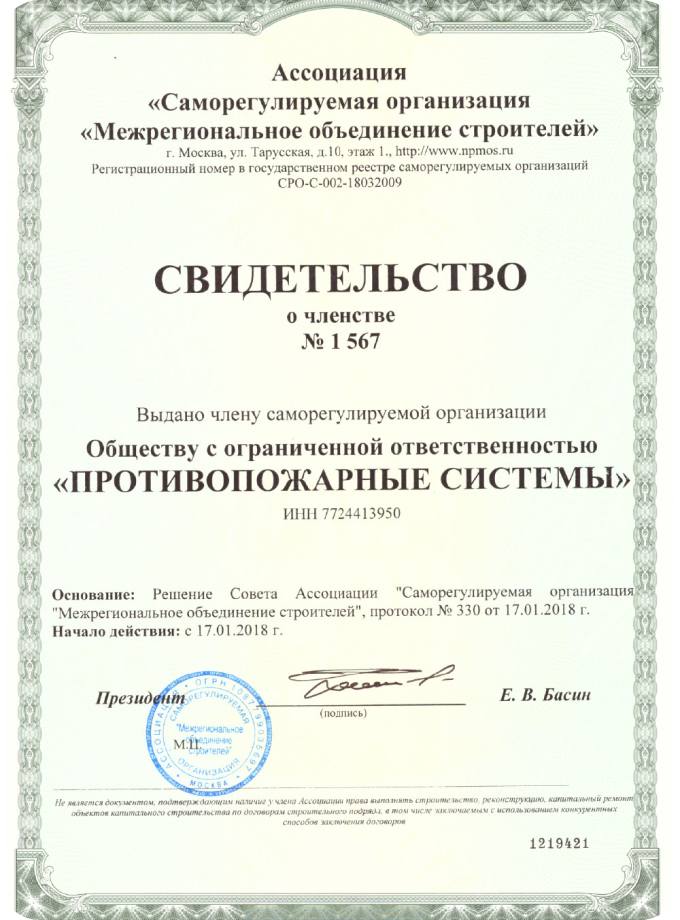 Ассоциация
«Саморегулируемая организация
«Межрегиональное объединение строителей»
г. Москва, ул. Тарусская, д.10, этаж 1., http://www.npmos.ru
Регистрационный номер в государственном реестре саморегулируемых организаций
СРО-С-002-18032009
СВИДЕТЕЛЬСТВО
о членстве
№ 1 567
Выдано члену саморегулируемой организации
Обществу с ограниченной ответственностью
«ПРОТИВОПОЖАРНЫЕ СИСТЕМЫ»
ИНН 7724413950
Основание: Решение Совета Ассоциации "Саморегулируемая организация
"Межрегиональное объединение строителей", протокол № 330 от 17.01.2018 г.
Начало действия: с 17.01.2018 г.
Президент
Е. В. Басин
(подпись)
М.П.
АССОЦИАЦИЯ • ОГРН 1087799035697 • МОСКВА •
САМОРЕГУЛИРУЕМАЯ ОРГАНИЗАЦИЯ
"Межрегиональное
объединение
строителей"
Не является документом, подтверждающим наличие у члена Ассоциации права выполнять строительство, реконструкцию, капитальный ремонт
объектов капитального строительства по договорам строительного подряда, в том числе заключаемым с использованием конкурентных
способов заключения договоров
1219421